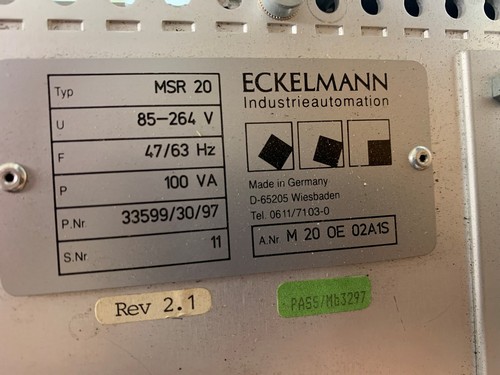 Typ MSR 20
U 85-264 V
F 47/63 Hz
P 100 VA
P.Nr 33599/30/97
S.Nr 11
ECKELMANN
Industrieautomation
Made in Germany
D-65205 Wiesbaden
Tel 0611/7103-0
A.Nr M 20 OE 02A1S
Rev 2.1
PASS/Mb3297